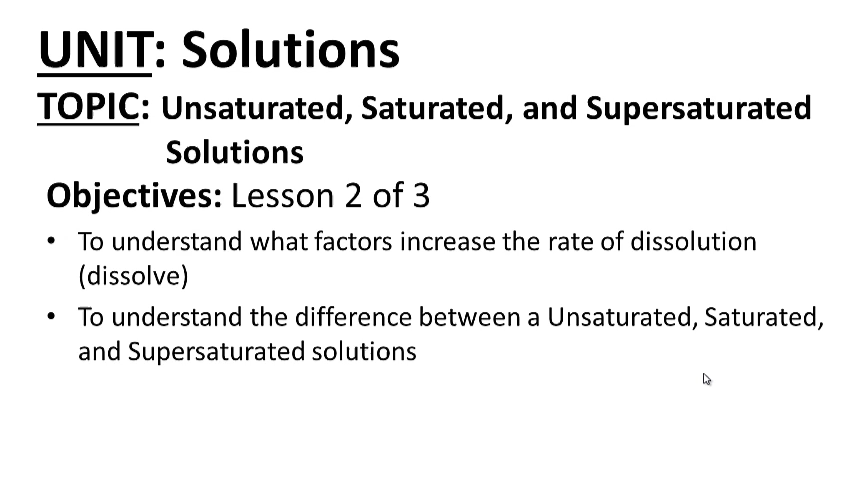 UNIT: Solutions
TOPIC: Unsaturated, Saturated, and Supersaturated
Solutions
Objectives: Lesson 2 of 3
• To understand what factors increase the rate of dissolution
(dissolve)
• To understand the difference between a Unsaturated, Saturated,
and Supersaturated solutions